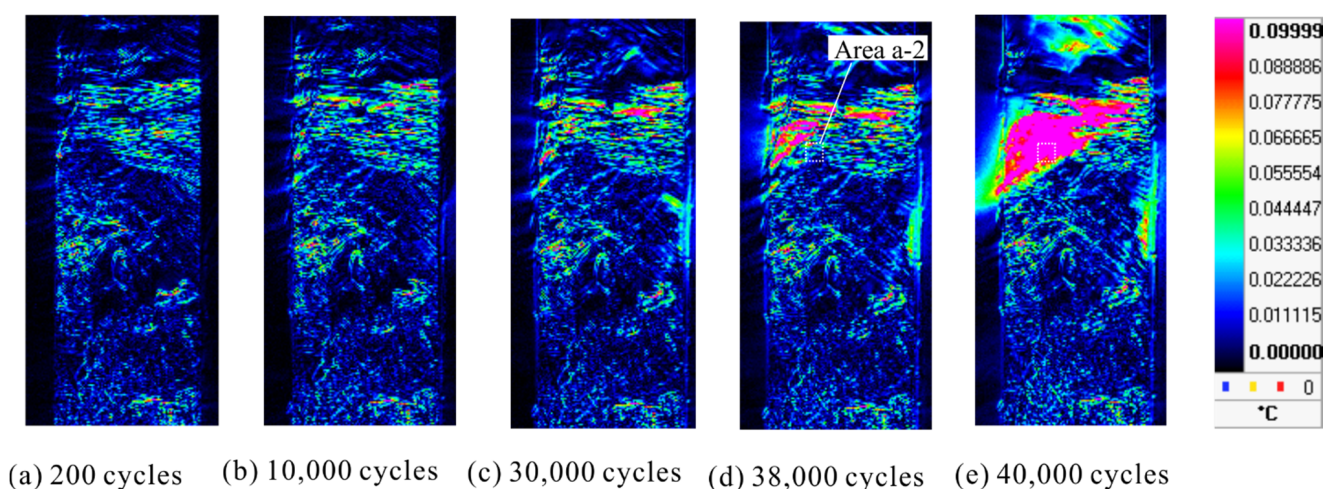 Area a-2
0.09999
0.088886
0.077775
0.066665
0.055554
0.044447
0.033336
0.022226
0.011115
0.00000
0
°C
(a) 200 cycles
(b) 10,000 cycles
(c) 30,000 cycles
(d) 38,000 cycles
(e) 40,000 cycles